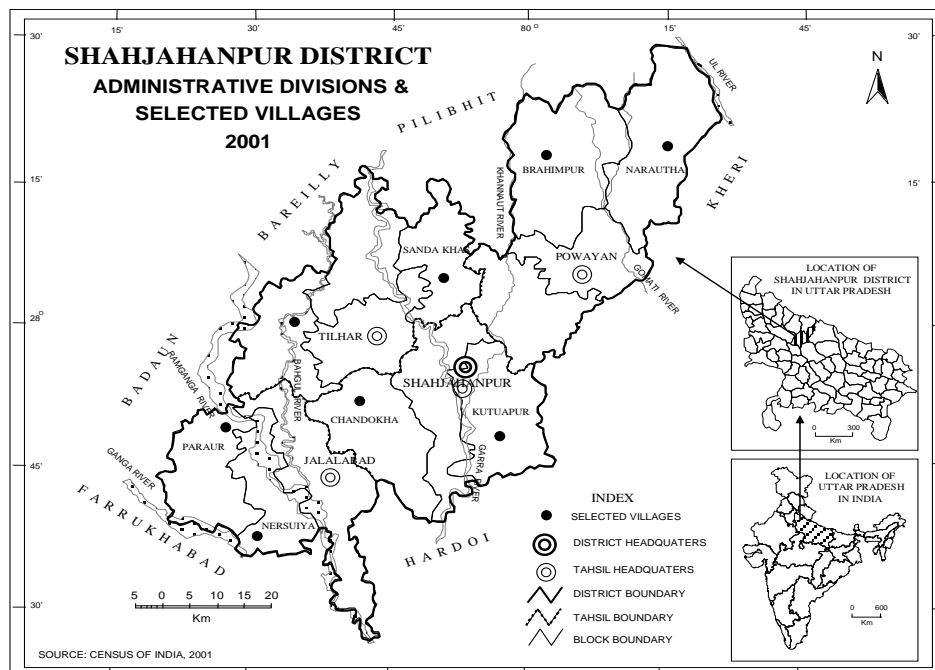 15'
30'
45'
80°
15'
30'
30'
30'
SHAHJAHANPUR DISTRICT
ADMINISTRATIVE DIVISIONS &
SELECTED VILLAGES
2001
N
UL RIVER
PILIBHIT
BRAHIMPUR
NARAUTHA
KHERI
15'
15'
BAREILLY
KHANNAUT RIVER
SANDA KHAS
POWAYAN
GOMATI RIVER
LOCATION OF
SHAHJAHANPUR DISTRICT
IN UTTAR PRADESH
0 300
Km
28°
TILHAR
BADAUN
RAMGANGA RIVER
BAHGUL RIVER
SHAHJAHANPUR
CHANDOKHA
KUTUAPUR
PARAUR
GARRA RIVER
45'
JALALABAD
GANGA RIVER
FARRUKHABAD
NERSUIYA
HARDOI
LOCATION OF
UTTAR PRADESH
IN INDIA
0 600
Km
INDEX
SELECTED VILLAGES
DISTRICT HEADQUATERS
TAHSIL HEADQUATERS
DISTRICT BOUNDARY
TAHSIL BOUNDARY
BLOCK BOUNDARY
30'
5 0 10 20
Km
SOURCE: CENSUS OF INDIA, 2001
15'
30'
45'